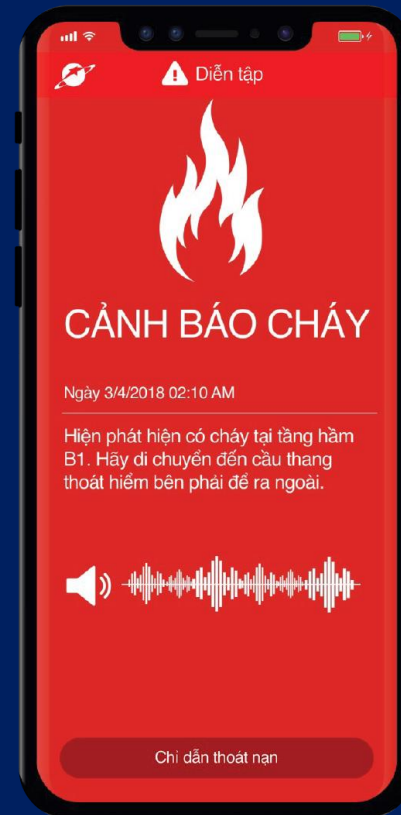 Diễn tập
CẢNH BÁO CHÁY
Ngày 3/4/2018 02:10 AM
Hiện phát hiện có cháy tại tầng hầm
B1. Hãy di chuyển đến cầu thang
thoát hiểm bên phải để ra ngoài.
Chỉ dẫn thoát nạn